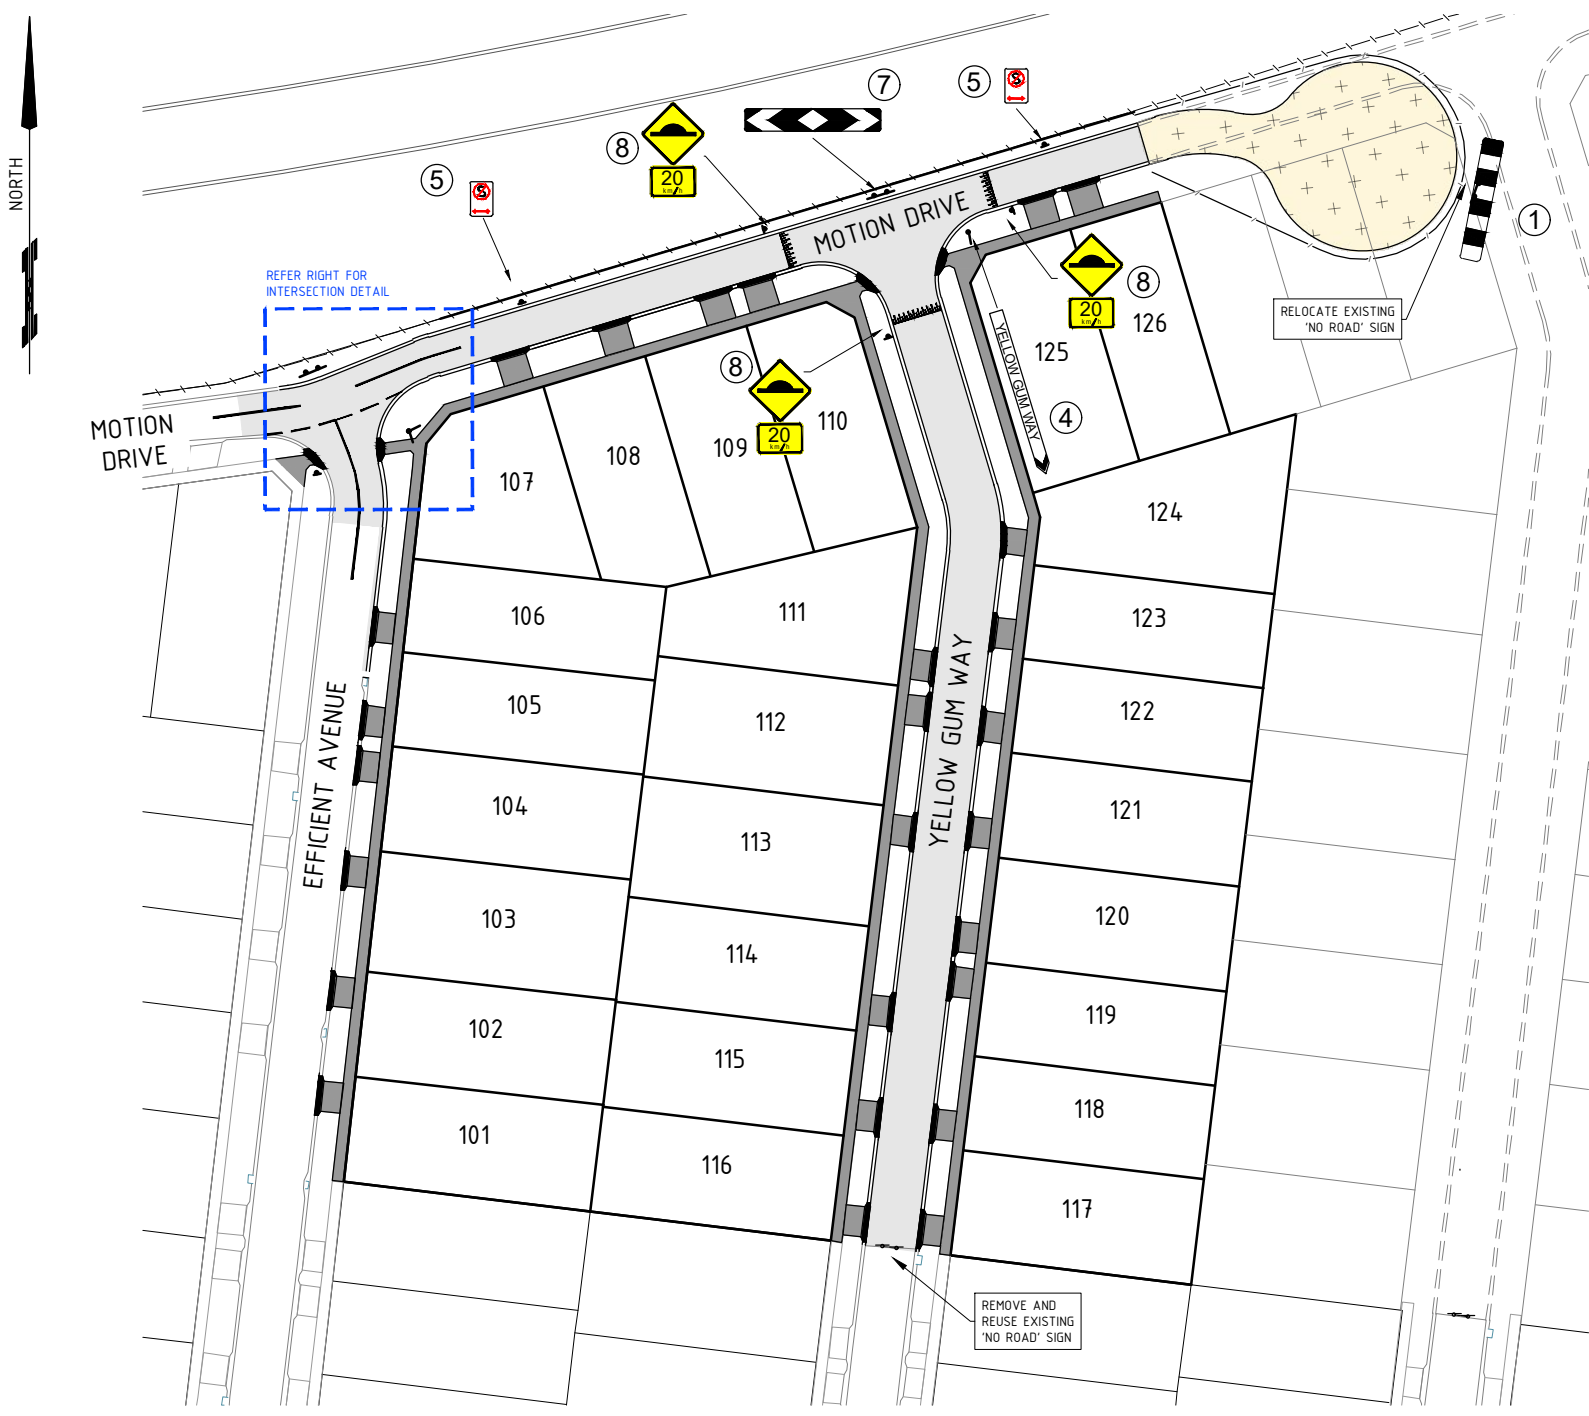 NORTH
7
5
8
20
km/h
5
S
S
1
MOTION DRIVE
REFER RIGHT FOR
INTERSECTION DETAIL
8
20
km/h
RELOCATE EXISTING
'NO ROAD' SIGN
126
125
YELLOW GUM WAY
4
8
20
km/h
110
109
108
107
MOTION
DRIVE
124
106
111
123
105
112
122
104
113
121
EFFICIENT AVENUE
YELLOW GUM WAY
103
114
120
102
115
119
101
116
118
117
REMOVE AND
REUSE EXISTING
'NO ROAD' SIGN